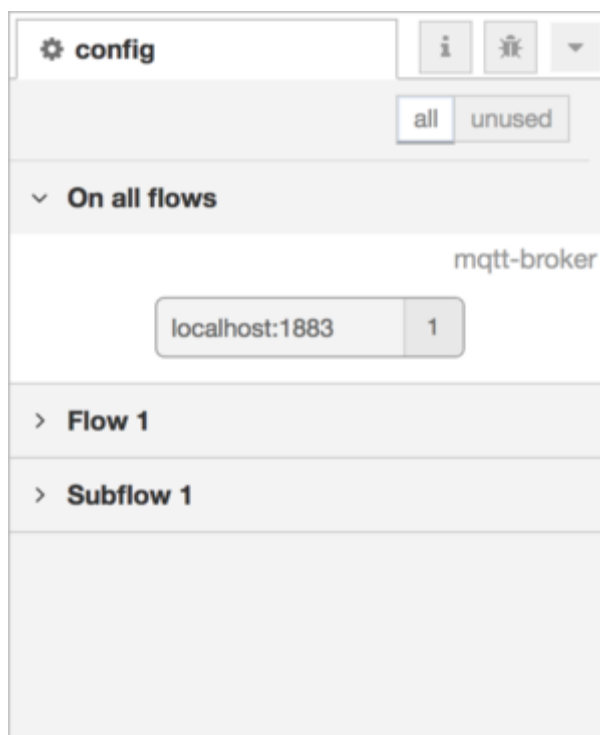 config
all unused
On all flows
mqtt-broker
localhost:1883 1
Flow 1
Subflow 1